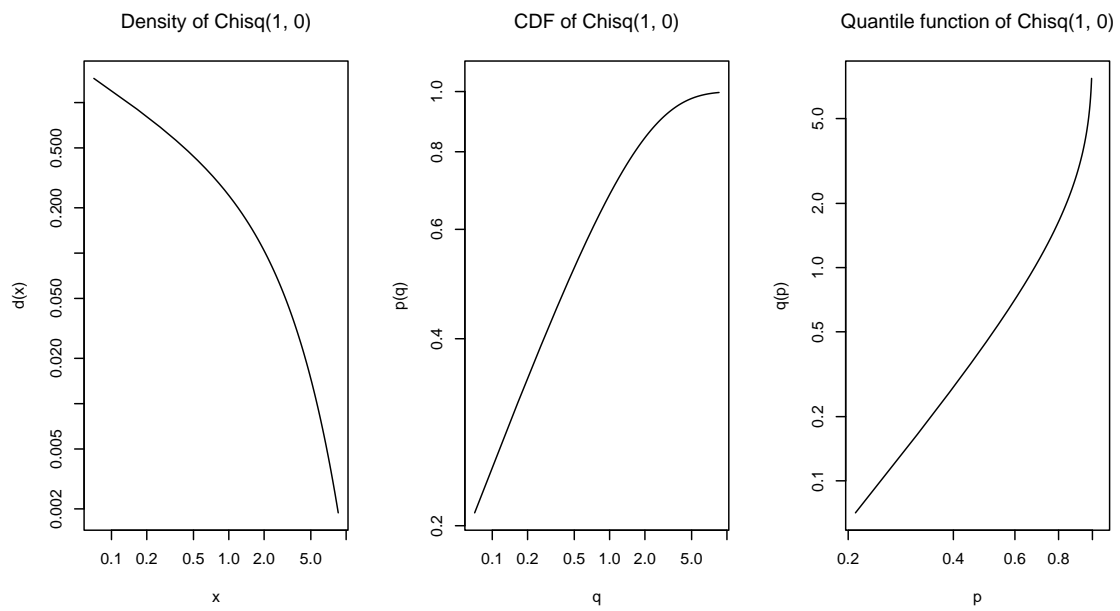 Density of Chisq(1, 0)
0.500
0.200
0.050
0.020
0.005
0.002
d(x)
0.1 0.2 0.5 1.0 2.0 5.0
x
CDF of Chisq(1, 0)
1.0
0.8
0.6
0.4
0.2
p(q)
0.1 0.2 0.5 1.0 2.0 5.0
q
Quantile function of Chisq(1, 0)
5.0
2.0
1.0
0.5
0.2
0.1
q(p)
0.2 0.4 0.6 0.8
p